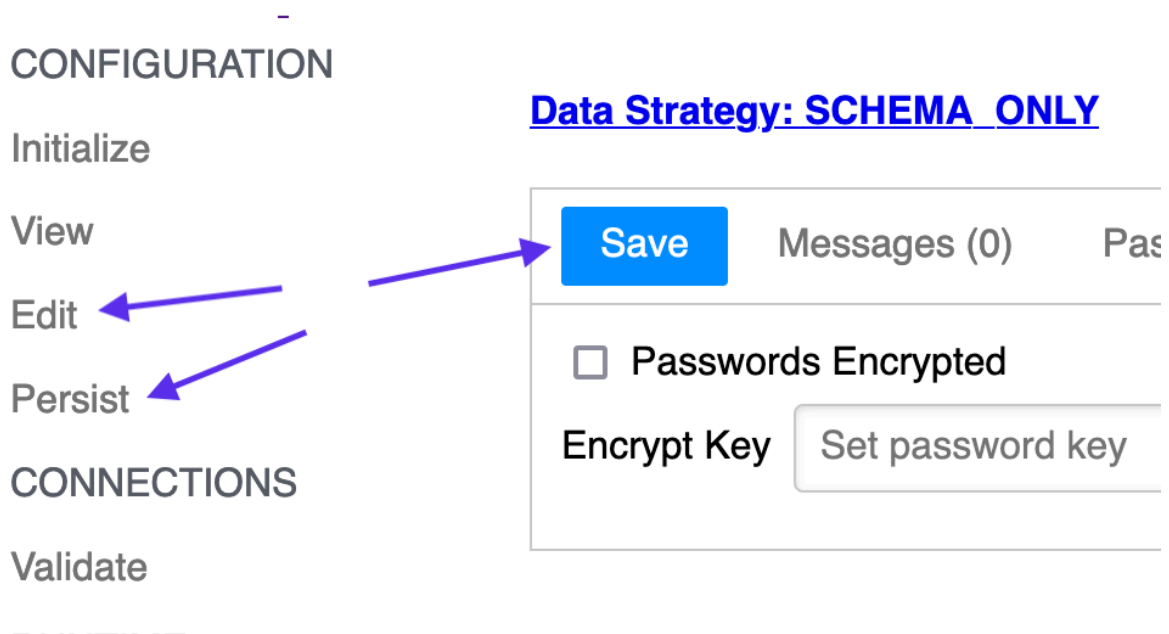 CONFIGURATION
Initialize
View
Edit
Persist
CONNECTIONS
Validate
Data Strategy: SCHEMA_ONLY
Save Messages (0) Pas
Passwords Encrypted
Encrypt Key Set password key